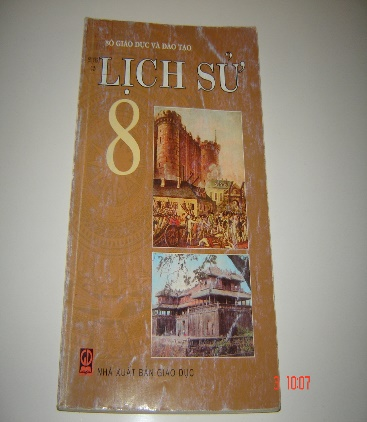 BỘ GIÁO DỤC VÀ ĐÀO TẠO
LỊCH SỬ
8
NHÀ XUẤT BẢN GIÁO DỤC
10:07